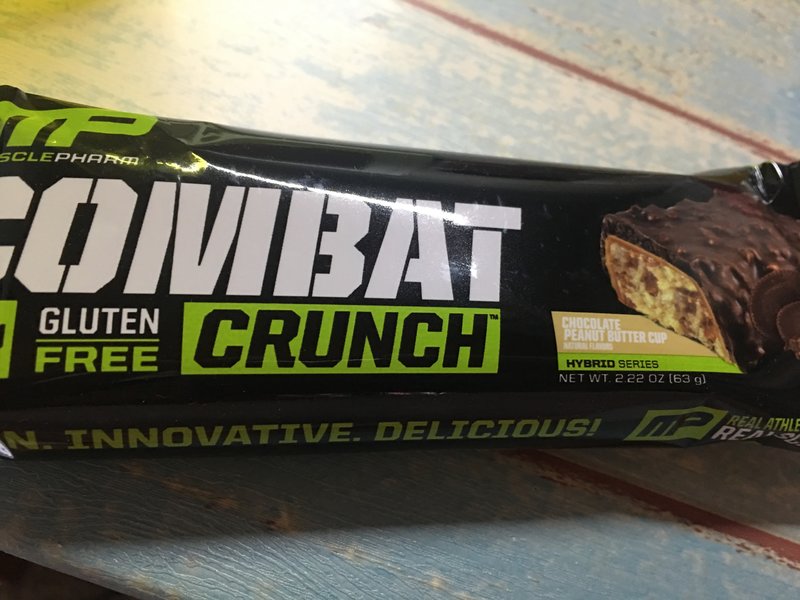 MP
SCLEPHARM
COMBAT
GLUTEN
FREE
CRUNCH™
CHOCOLATE
PEANUT BUTTER CUP
NATURAL FLAVORS
HYBRID SERIES
NET WT. 2.22 OZ (63 g)
N. INNOVATIVE. DELICIOUS!
MP
REAL ATHLE